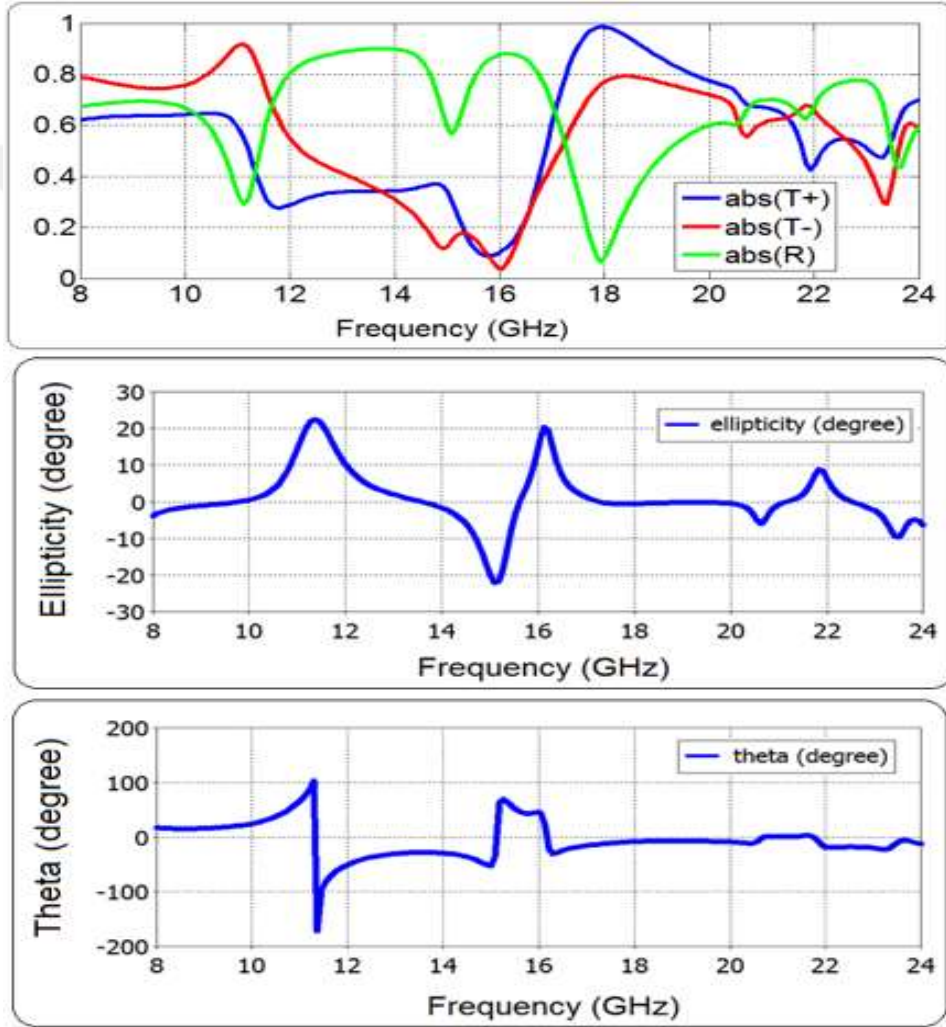 1
0.8
0.6
0.4
0.2
0
8 10 12 14 16 18 20 22 24
abs(T+)
abs(T-)
abs(R)
Frequency (GHz)
Ellipticity (degree)
30
20
10
0
-10
-20
-30
8 10 12 14 16 18 20 22 24
ellipticity (degree)
Frequency (GHz)
Theta (degree)
200
100
0
-100
-200
8 10 12 14 16 18 20 22 24
theta (degree)
Frequency (GHz)